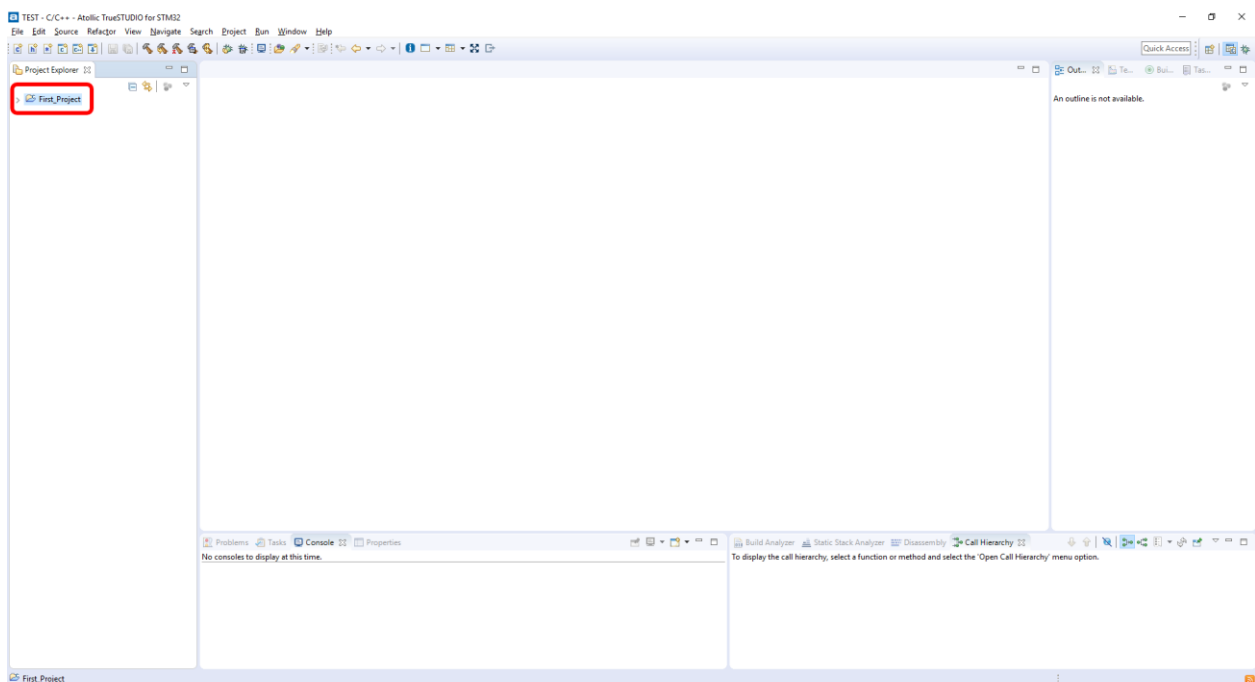 TEST - C/C++ - Atollic TrueSTUDIO for STM32
File Edit Source Refactor View Navigate Search Project Run Window Help
Quick Access
Project Explorer
Out... Te... Bui... Tas...
First_Project
An outline is not available.
Problems Tasks Console Properties
Build Analyzer Static Stack Analyzer Disassembly Call Hierarchy
No consoles to display at this time.
To display the call hierarchy, select a function or method and select the 'Open Call Hierarchy' menu option.
First_Project